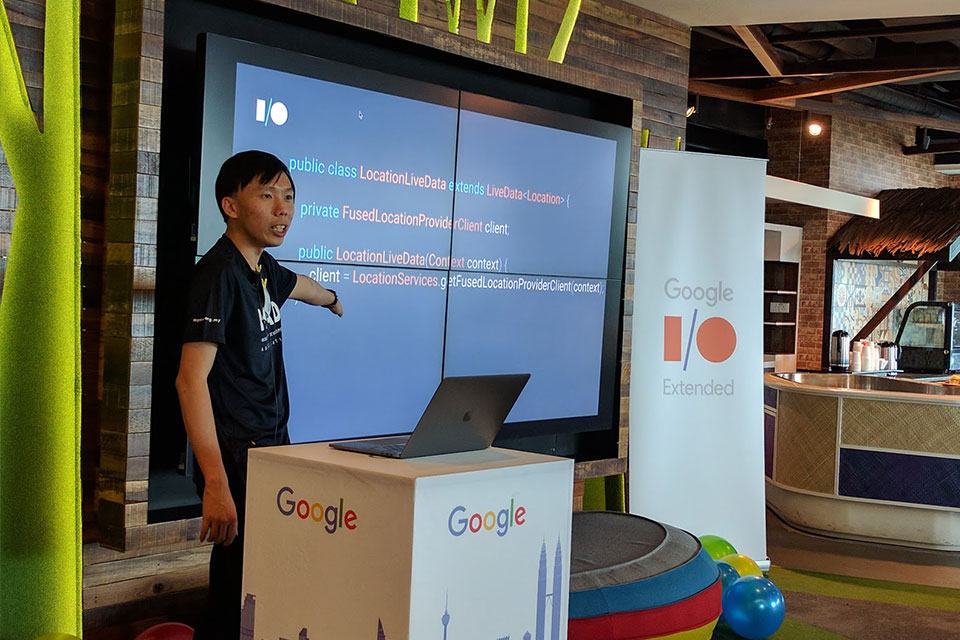 I/O
public class LocationLiveData extends LiveData<Location> {
private FusedLocationProviderClient client;
public LocationLiveData(Context context) {
client = LocationServices.getFusedLocationProviderClient(context);
Google
I/O
Extended
Google
Google